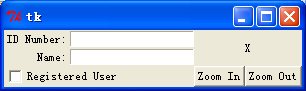 tk
ID Number:
Name:
X
Registered User
Zoom In Zoom Out